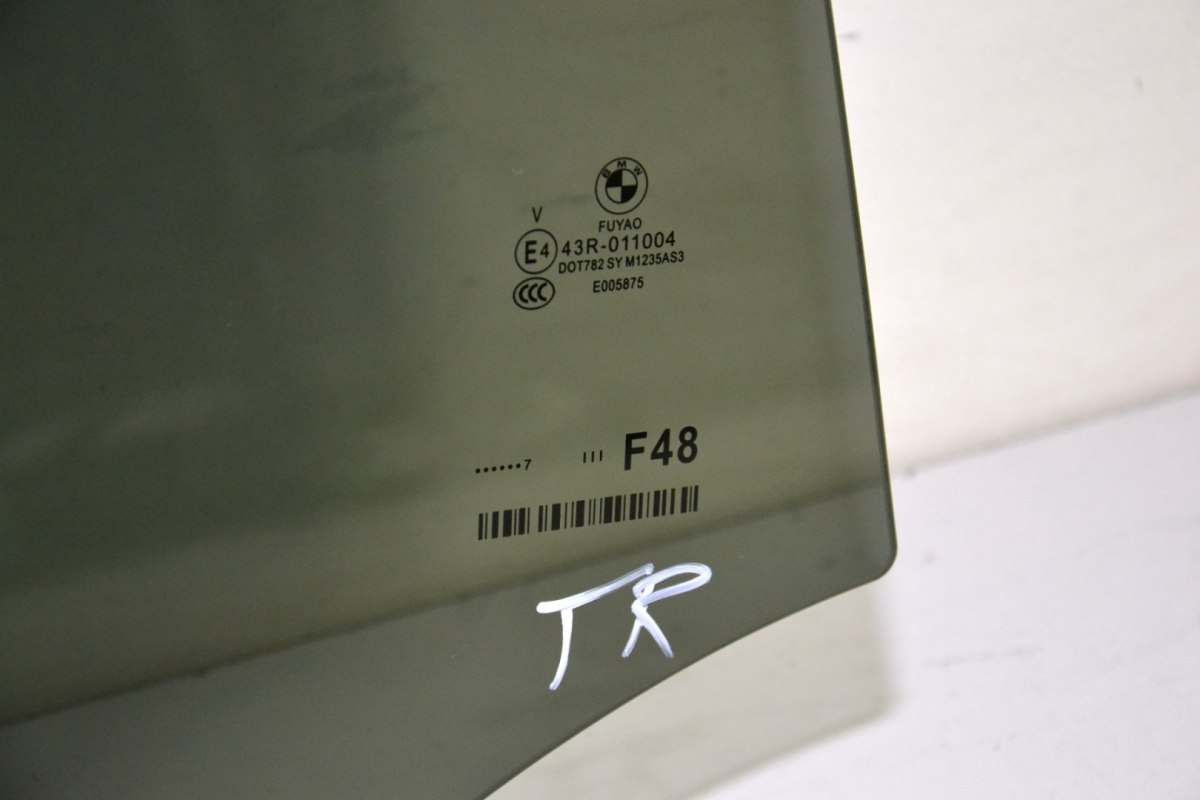 BMW
FUYAO
V
E4 43R-011004
DOT782 SY M1235AS3
CCC E005875
......7 III F48
TR